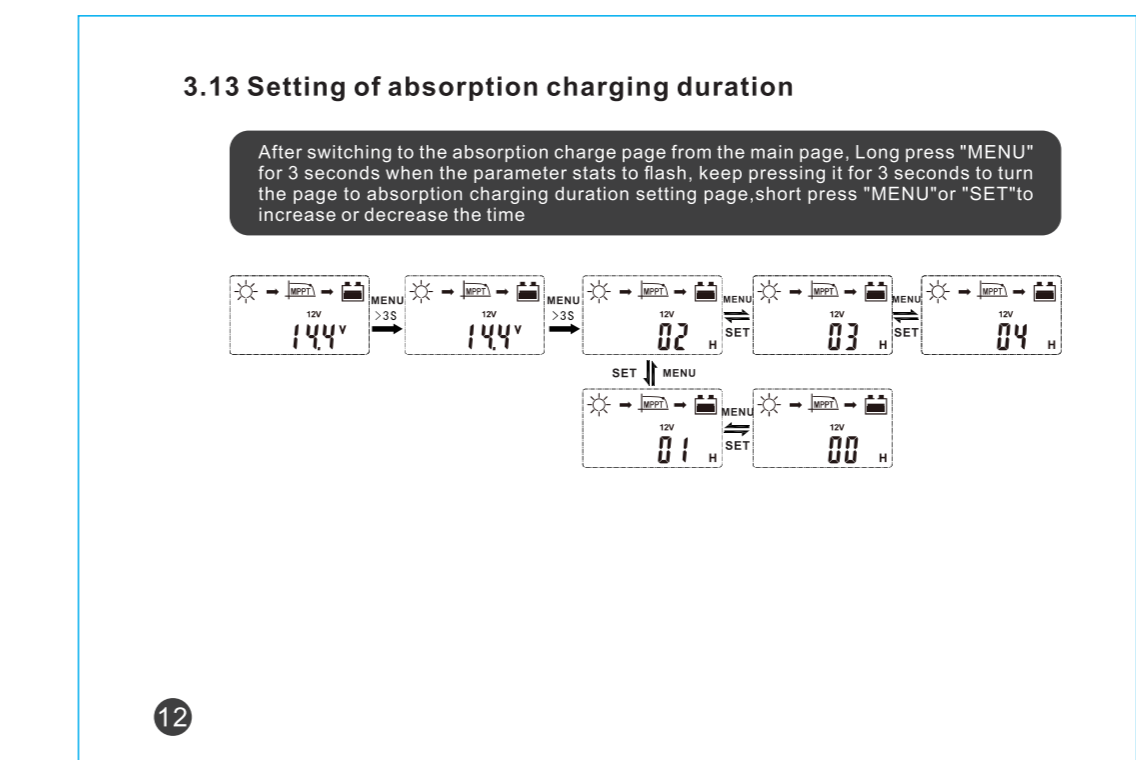 3.13 Setting of absorption charging duration
After switching to the absorption charge page from the main page, Long press "MENU"
for 3 seconds when the parameter stats to flash, keep pressing it for 3 seconds to turn
the page to absorption charging duration setting page,short press "MENU"or "SET"to
increase or decrease the time
MPPT
12V
14.4 V
MENU
>3S
MPPT
12V
14.4 V
MENU
>3S
MPPT
12V
02 H
MENU
SET
MPPT
12V
03 H
MENU
SET
MPPT
12V
04 H
SET MENU
MPPT
12V
01 H
MENU
SET
MPPT
12V
00 H
12